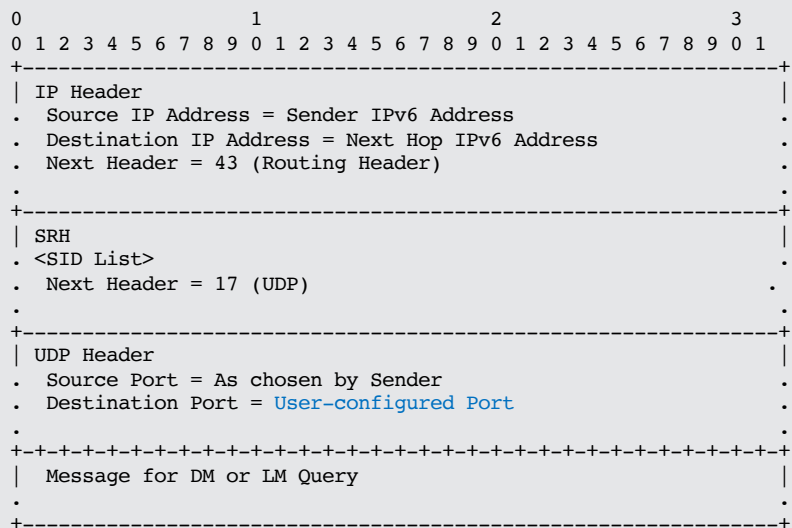 0                   1                   2                   3
0 1 2 3 4 5 6 7 8 9 0 1 2 3 4 5 6 7 8 9 0 1 2 3 4 5 6 7 8 9 0 1
+---------------------------------------------------------------+
| IP Header                                                     |
.  Source IP Address = Sender IPv6 Address                      .
.  Destination IP Address = Next Hop IPv6 Address               .
.  Next Header = 43 (Routing Header)                            .
.                                                               .
+---------------------------------------------------------------+
| SRH                                                           |
. <SID List>                                                    .
.  Next Header = 17 (UDP)                                      .
.                                                               .
+---------------------------------------------------------------+
| UDP Header                                                    |
.  Source Port = As chosen by Sender                            .
.  Destination Port = User-configured Port                      .
.                                                               .
+-+-+-+-+-+-+-+-+-+-+-+-+-+-+-+-+-+-+-+-+-+-+-+-+-+-+-+-+-+-+-+-+
|  Message for DM or LM Query                                   |
.                                                               .
+---------------------------------------------------------------+